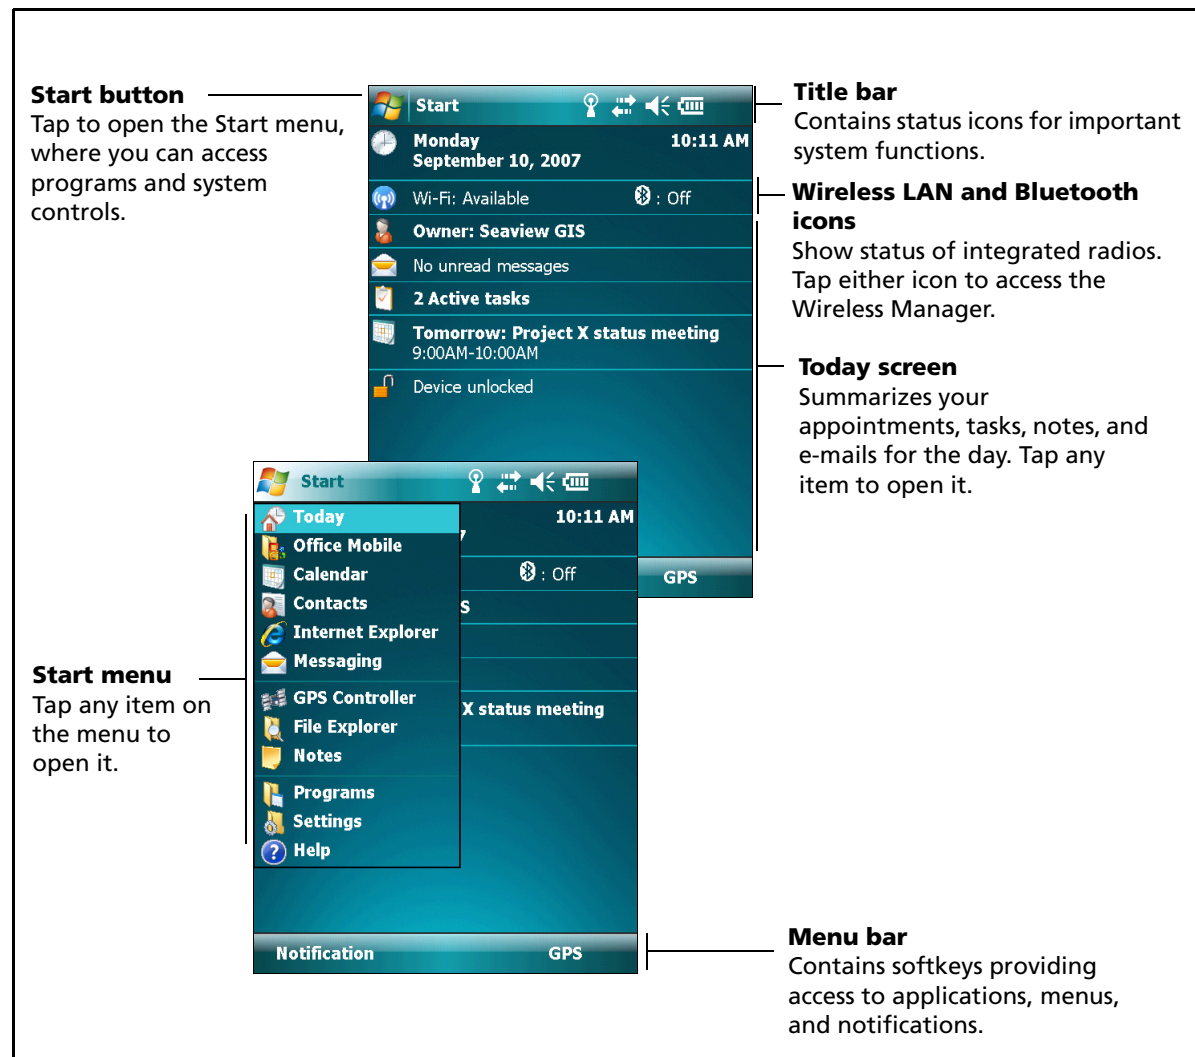 Start button
Tap to open the Start menu,
where you can access
programs and system
controls.
Start
Monday
10:11 AM
September 10, 2007
Wi-Fi: Available
: Off
Owner: Seaview GIS
No unread messages
2 Active tasks
Tomorrow: Project X status meeting
9:00AM-10:00AM
Device unlocked
GPS
Title bar
Contains status icons for important
system functions.
Wireless LAN and Bluetooth
icons
Show status of integrated radios.
Tap either icon to access the
Wireless Manager.
Today screen
Summarizes your
appointments, tasks, notes, and
e-mails for the day. Tap any
item to open it.
Start menu
Tap any item on
the menu to
open it.
Start
10:11 AM
7
: Off
S
X status meeting
Today
Office Mobile
Calendar
Contacts
Internet Explorer
Messaging
GPS Controller
File Explorer
Notes
Programs
Settings
Help
Notification
GPS
Menu bar
Contains softkeys providing
access to applications, menus,
and notifications.